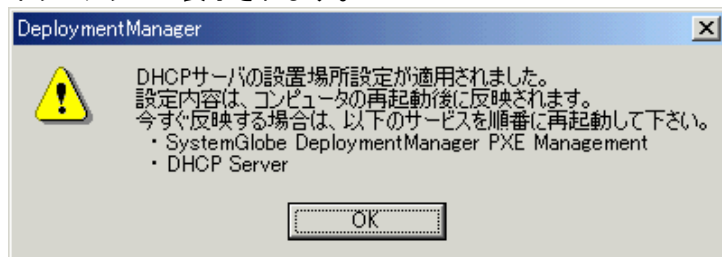 DeploymentManager
DHCPサーバの設置場所設定が適用されました。
設定内容は、コンピュータの再起動後に反映されます。
今すぐ反映する場合は、以下のサービスを順番に再起動して下さい。
・SystemGlobe DeploymentManager PXE Management
・DHCP Server
OK